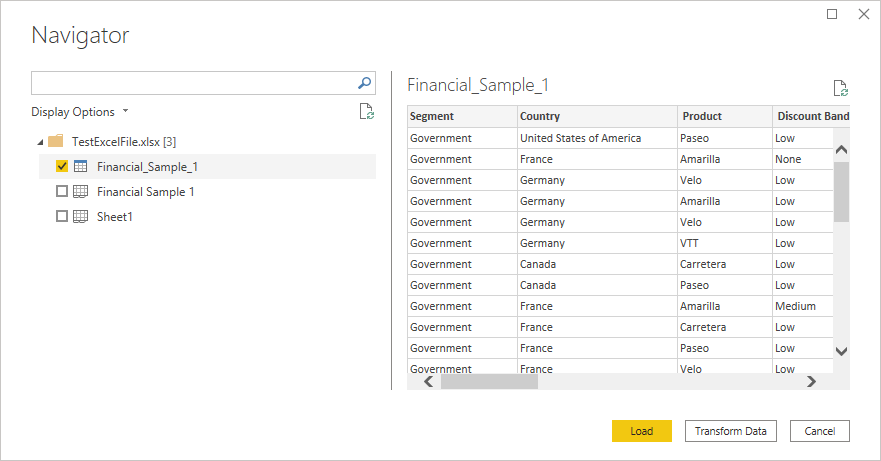 Navigator
Display Options
TestExcelFile.xlsx [3]
Financial_Sample_1
Financial Sample 1
Sheet1
Financial_Sample_1
Segment Country Product Discount Band
Government United States of America Paseo Low
Government France Amarilla None
Government Germany Velo Low
Government Germany Amarilla Low
Government Germany Velo Low
Government Germany VTT Low
Government Canada Carretera Low
Government Canada Paseo Low
Government France Amarilla Medium
Government France Carretera Low
Government France Paseo Low
Government France Velo Low
Load Transform Data Cancel